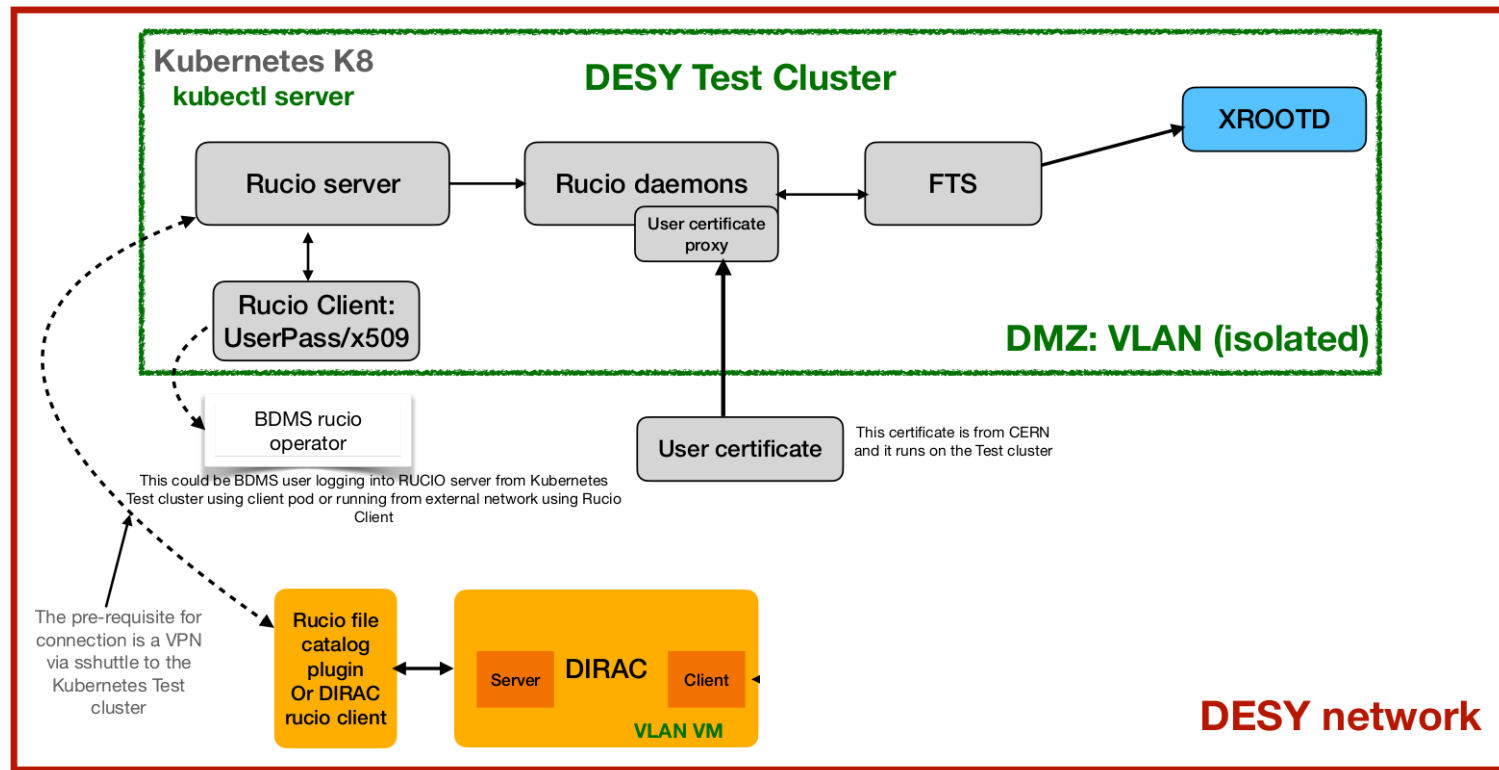 Kubernetes K8
kubectl server
DESY Test Cluster
XROOTD
Rucio server
Rucio daemons
FTS
User certificate
proxy
Rucio Client:
UserPass/x509
DMZ: VLAN (isolated)
BDMS rucio
operator
User certificate
This certificate is from CERN
and it runs on the Test cluster
This could be BDMS user logging into RUCIO server from Kubernetes
Test cluster using client pod or running from external network using Rucio
Client
The pre-requisite for
connection is a VPN
via sshuttle to the
Kubernetes Test
cluster
Rucio file
catalog
plugin
Or DIRAC
rucio client
Server
DIRAC
Client
VLAN VM
DESY network